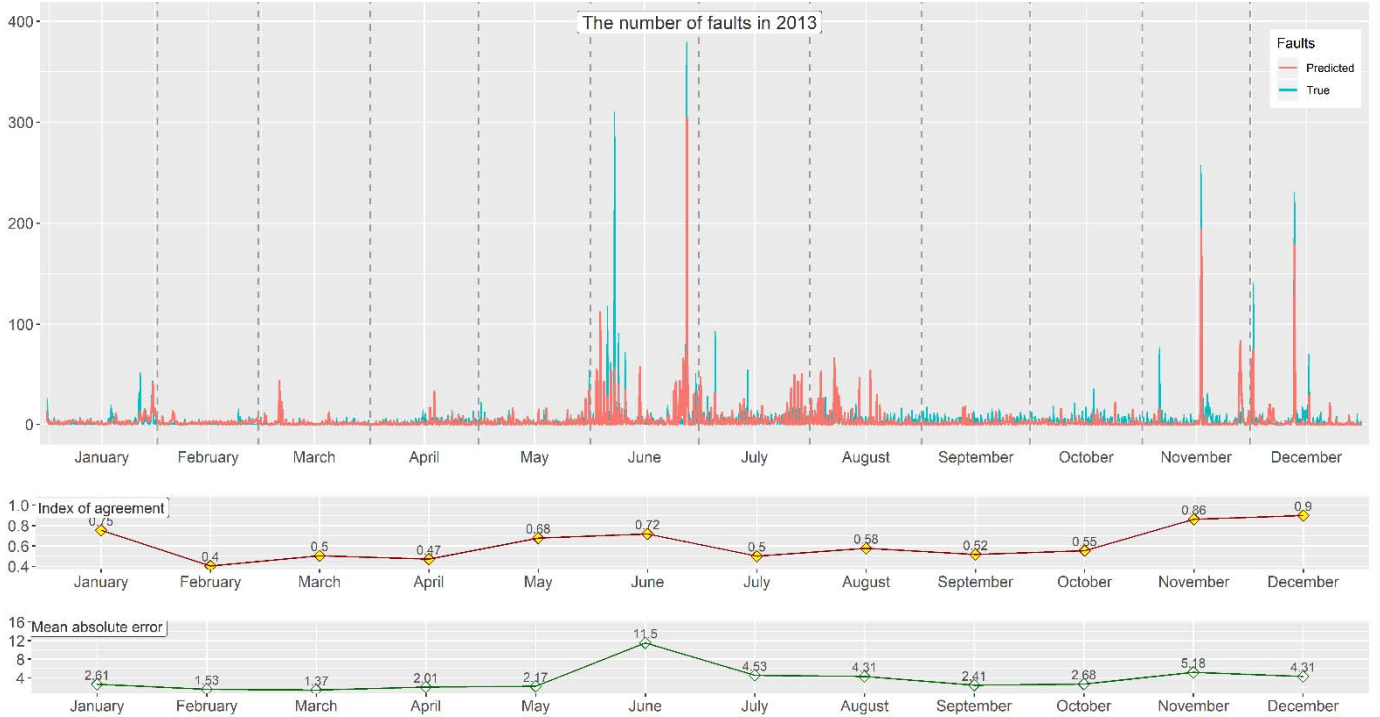 The number of faults in 2013
400
300
200
100
0
Faults
Predicted
True
January February March April May June July August September October November December
Index of agreement
1.0
0.8
0.6
0.4
0.75 0.4 0.5 0.47 0.68 0.72 0.5 0.58 0.52 0.55 0.86 0.9
January February March April May June July August September October November December
Mean absolute error
16
12
8
4
2.61 1.53 1.37 2.01 2.17 11.5 4.53 4.31 2.41 2.68 5.18 4.31
January February March April May June July August September October November December